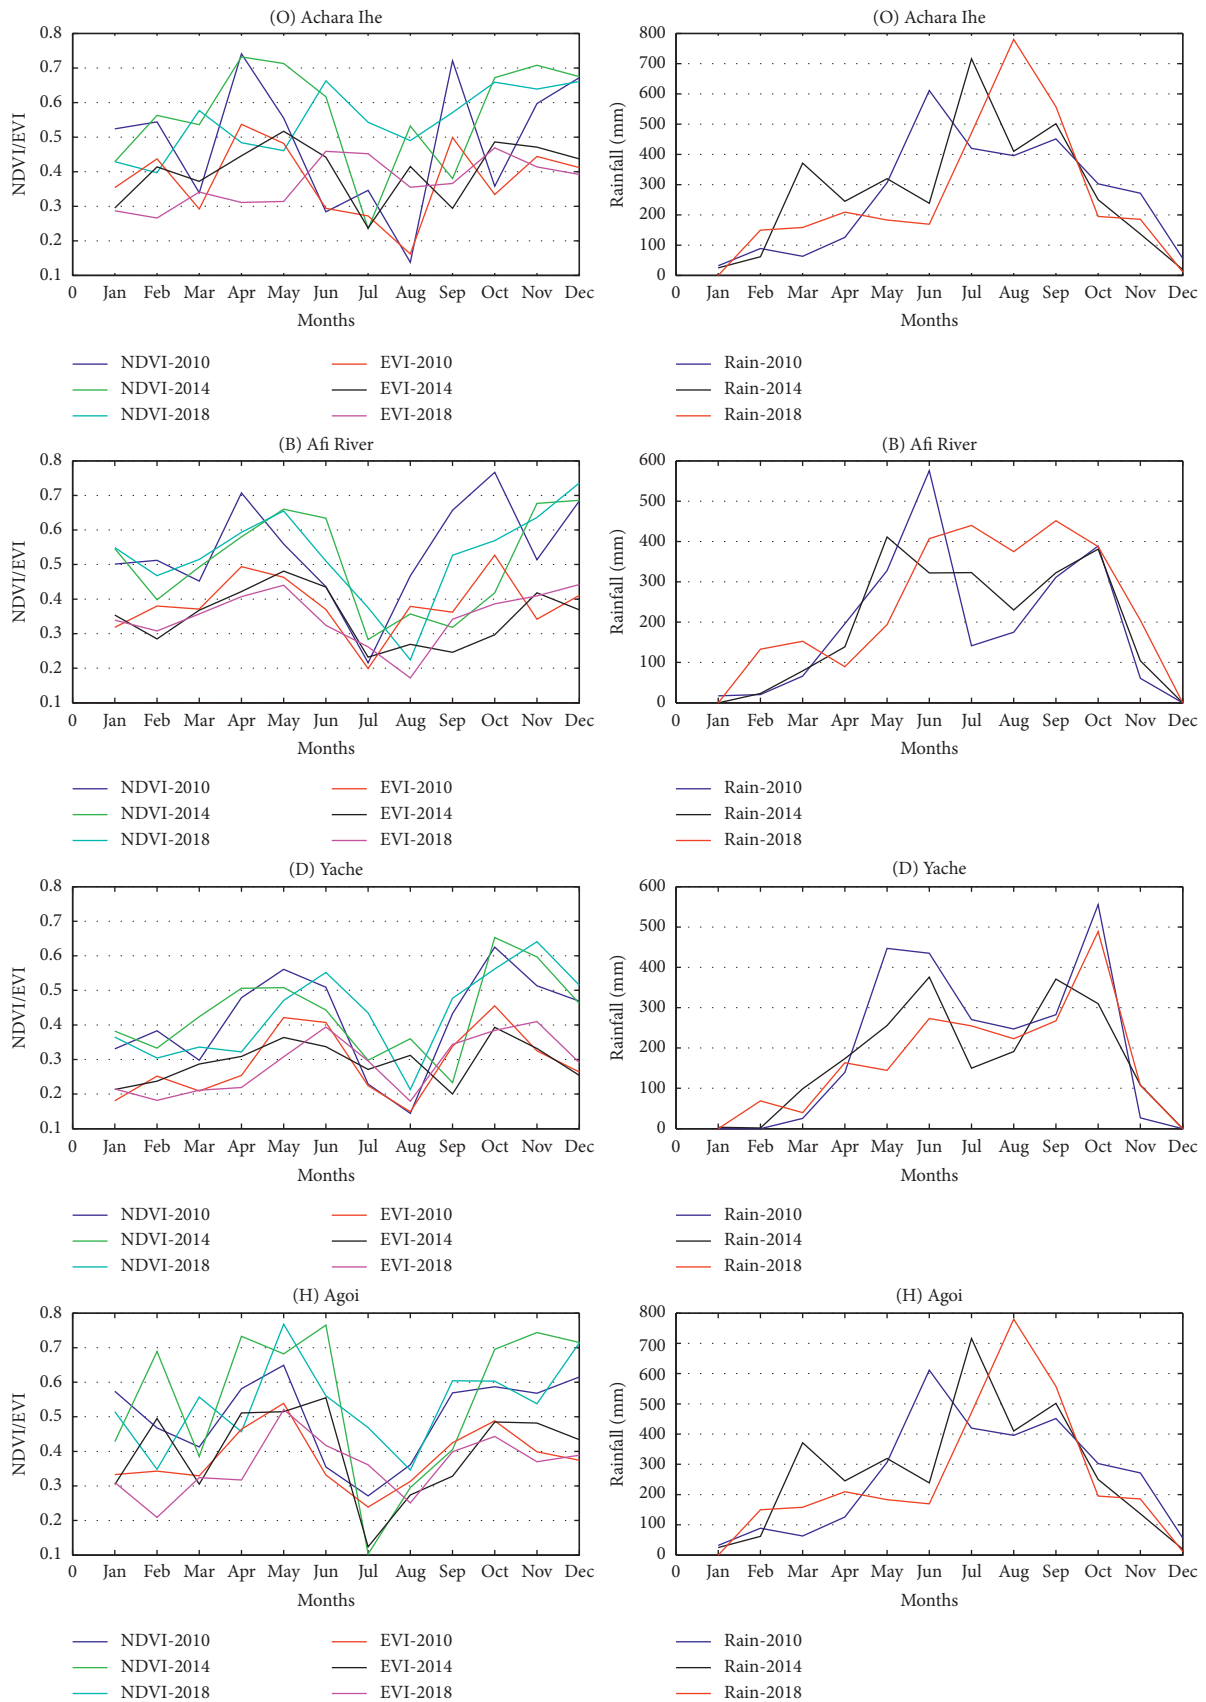 (O) Achara Ihe
0.8
0.7
0.6
0.5
0.4
0.3
0.2
0.1
NDVI/EVI
0 Jan Feb Mar Apr May Jun Jul Aug Sep Oct Nov Dec
Months
NDVI-2010 EVI-2010
NDVI-2014 EVI-2014
NDVI-2018 EVI-2018
(O) Achara Ihe
800
700
600
500
400
300
200
100
0
Rainfall (mm)
0 Jan Feb Mar Apr May Jun Jul Aug Sep Oct Nov Dec
Months
Rain-2010
Rain-2014
Rain-2018
(B) Afi River
0.8
0.7
0.6
0.5
0.4
0.3
0.2
0.1
NDVI/EVI
0 Jan Feb Mar Apr May Jun Jul Aug Sep Oct Nov Dec
Months
NDVI-2010 EVI-2010
NDVI-2014 EVI-2014
NDVI-2018 EVI-2018
(B) Afi River
600
500
400
300
200
100
0
Rainfall (mm)
0 Jan Feb Mar Apr May Jun Jul Aug Sep Oct Nov Dec
Months
Rain-2010
Rain-2014
Rain-2018
(D) Yache
0.8
0.7
0.6
0.5
0.4
0.3
0.2
0.1
NDVI/EVI
0 Jan Feb Mar Apr May Jun Jul Aug Sep Oct Nov Dec
Months
NDVI-2010 EVI-2010
NDVI-2014 EVI-2014
NDVI-2018 EVI-2018
(D) Yache
600
500
400
300
200
100
0
Rainfall (mm)
0 Jan Feb Mar Apr May Jun Jul Aug Sep Oct Nov Dec
Months
Rain-2010
Rain-2014
Rain-2018
(H) Agoi
0.8
0.7
0.6
0.5
0.4
0.3
0.2
0.1
NDVI/EVI
0 Jan Feb Mar Apr May Jun Jul Aug Sep Oct Nov Dec
Months
NDVI-2010 EVI-2010
NDVI-2014 EVI-2014
NDVI-2018 EVI-2018
(H) Agoi
800
700
600
500
400
300
200
100
0
Rainfall (mm)
0 Jan Feb Mar Apr May Jun Jul Aug Sep Oct Nov Dec
Months
Rain-2010
Rain-2014
Rain-2018